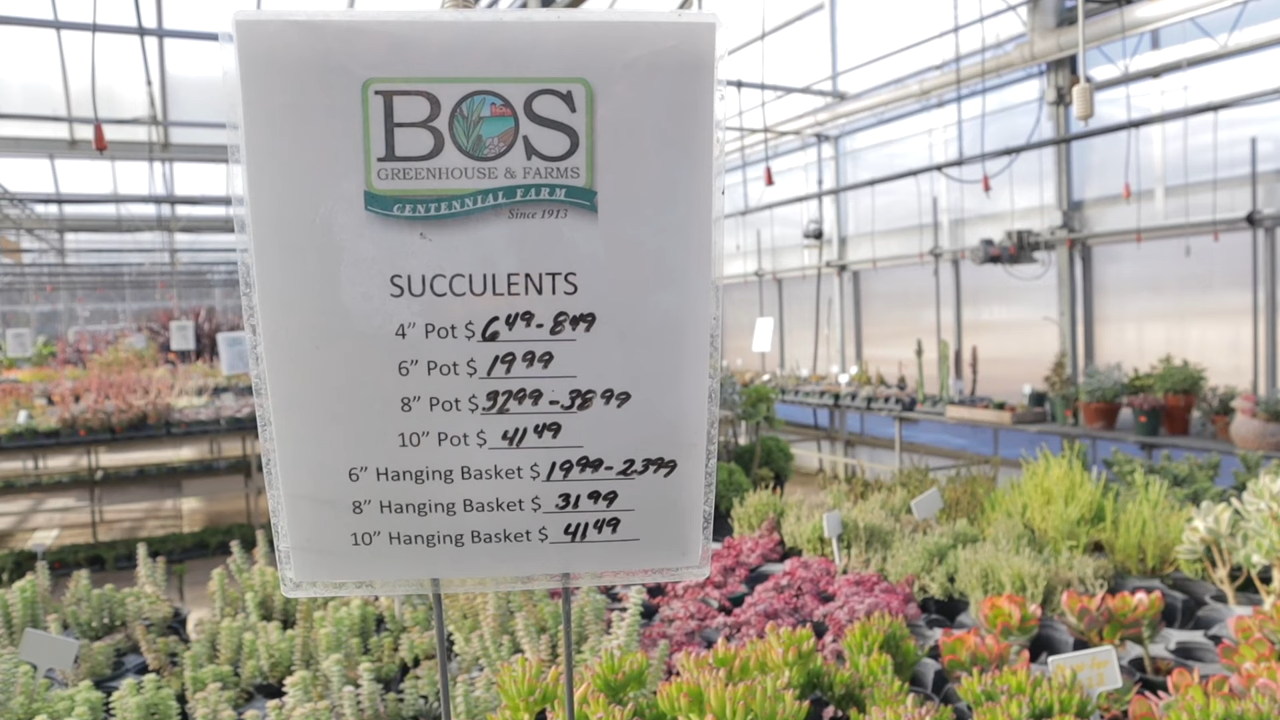 BOS
GREENHOUSE & FARMS
CENTENNIAL FARM
Since 1913
SUCCULENTS
4” Pot $ 6⁴⁹-8⁴⁹
6” Pot $ 19⁹⁹
8” Pot $ 32⁹⁹-38⁹⁹
10” Pot $ 41⁴⁹
6” Hanging Basket $ 19⁹⁹-23⁹⁹
8” Hanging Basket $ 31⁹⁹
10” Hanging Basket $ 41⁴⁹